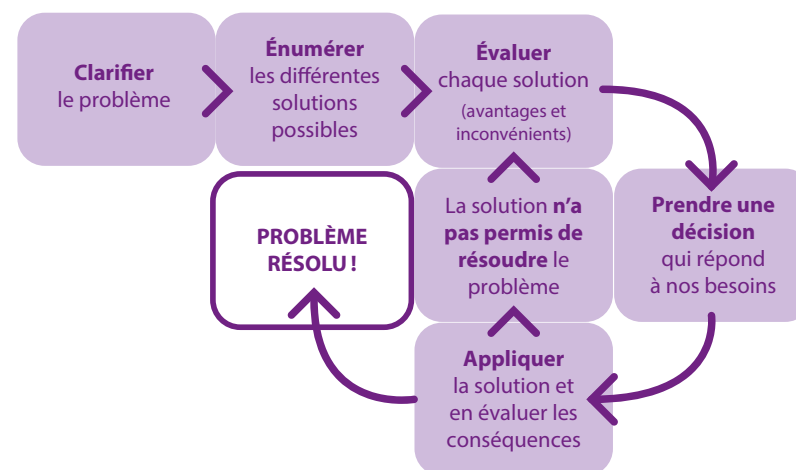 Clarifier
le problème
Énumérer
les différentes
solutions
possibles
Évaluer
chaque solution
(avantages et
inconvénients)
Prendre une
décision
qui répond
à nos besoins
Appliquer
la solution et
en évaluer les
conséquences
La solution n'a
pas permis de
résoudre le
problème
PROBLÈME
RÉSOLU !